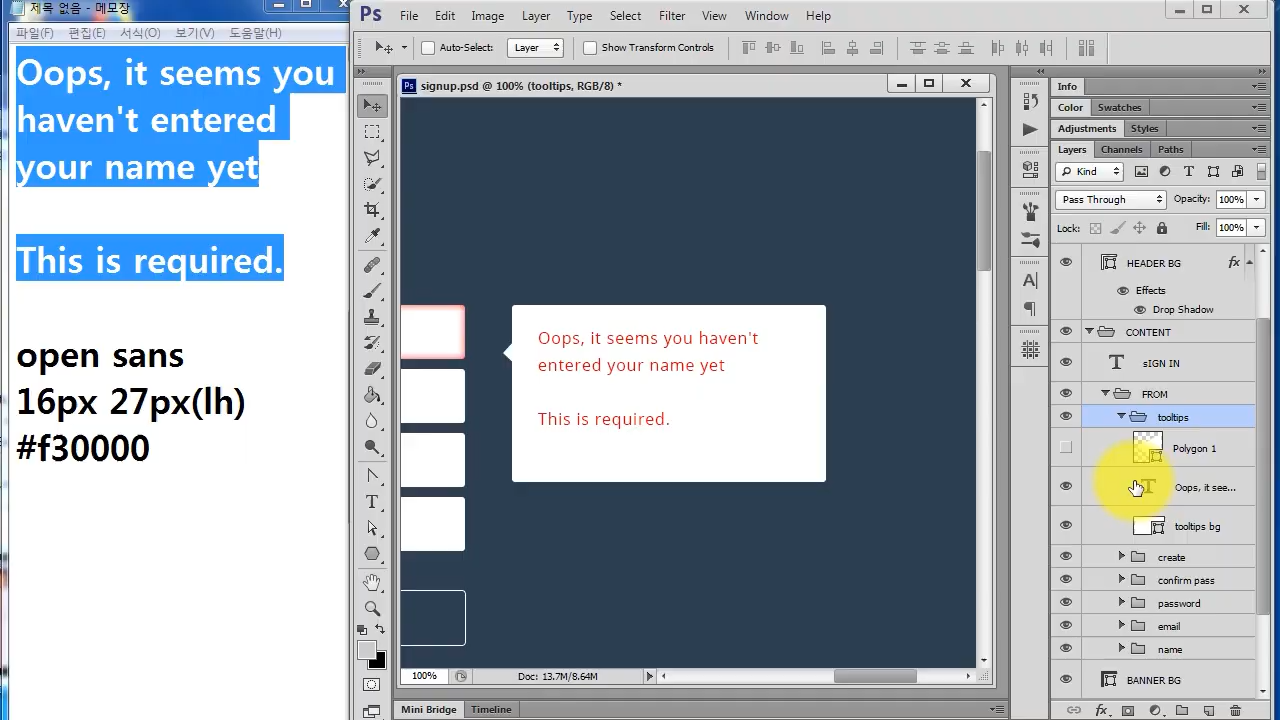 제목 없음 - 메모장
파일(F) 편집(E) 서식(O) 보기(V) 도움말(H)
Oops, it seems you
haven't entered
your name yet
This is required.
open sans
16px 27px(lh)
#f30000
Ps File Edit Image Layer Type Select Filter View Window Help
Auto-Select: Layer Show Transform Controls
Ps signup.psd @ 100% (tooltips, RGB/8) *
Oops, it seems you haven't
entered your name yet
This is required.
100% Doc: 13.7M/8.64M
Mini Bridge Timeline
Info
Color Swatches
Adjustments Styles
Layers Channels Paths
Kind
Pass Through Opacity: 100%
Lock: Fill: 100%
HEADER BG fx
Effects
Drop Shadow
CONTENT
sIGN IN
FROM
tooltips
Polygon 1
Oops, it see...
tooltips bg
create
confirm pass
password
email
name
BANNER BG
fx